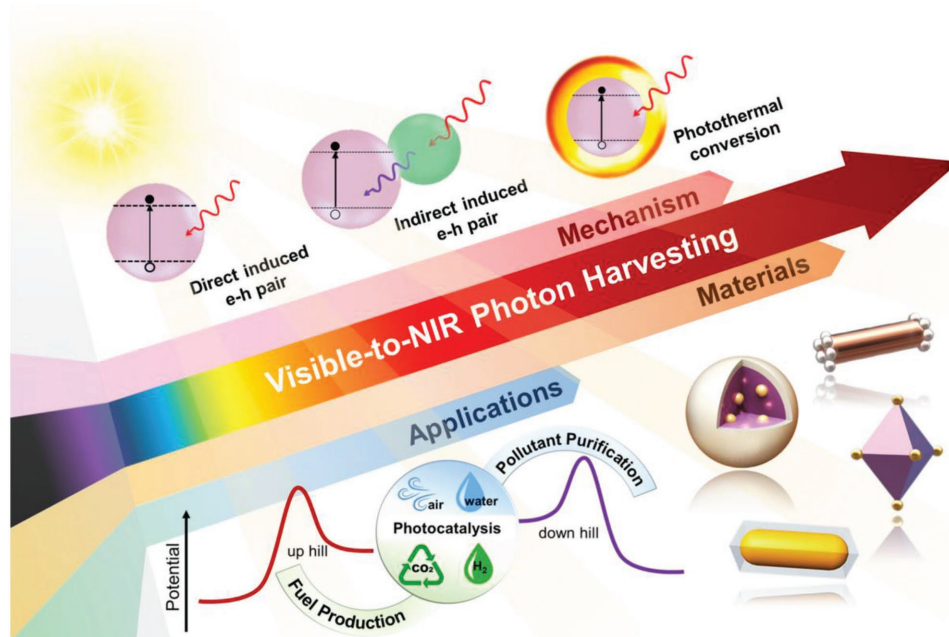 Photothermal
conversion
Indirect induced
e-h pair
Direct induced
e-h pair
Mechanism
Visible-to-NIR Photon Harvesting
Materials
Applications
Pollutant Purification
air
water
Photocatalysis
up hill
down hill
CO₂
H₂
Potential
Fuel Production